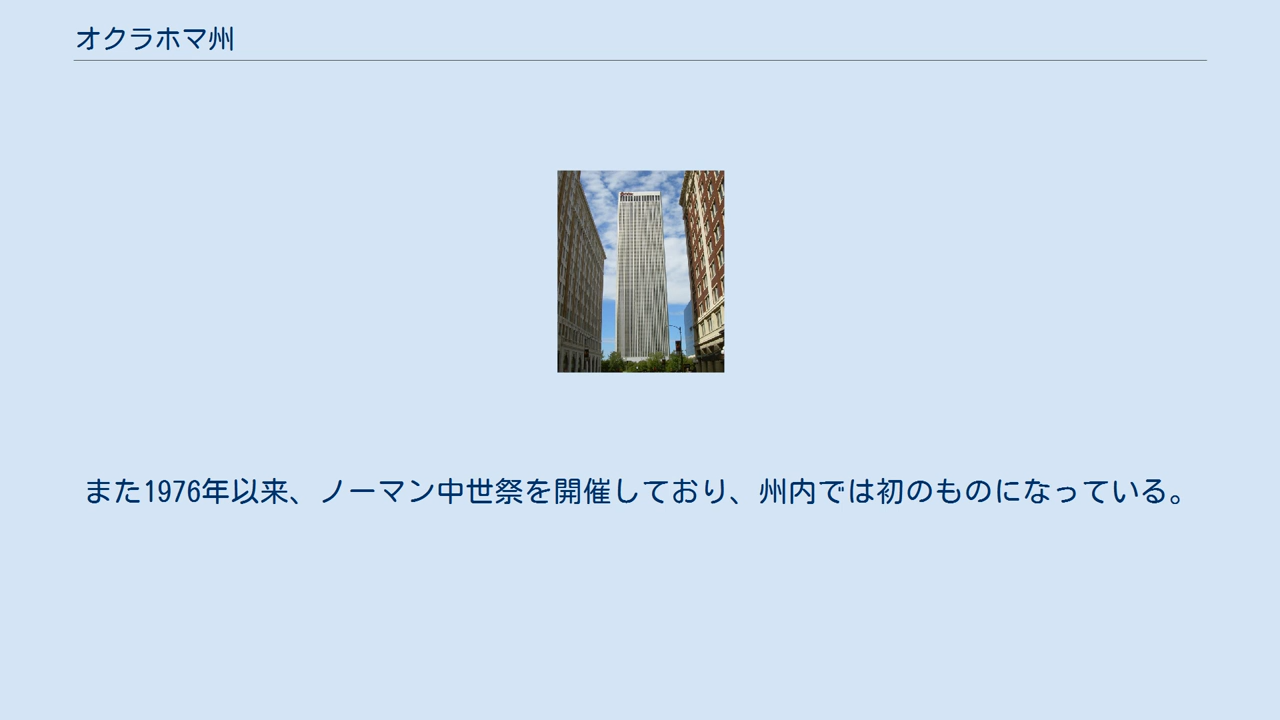 オクラホマ州
また1976年以来、ノーマン中世祭を開催しており、州内では初のものになっている。